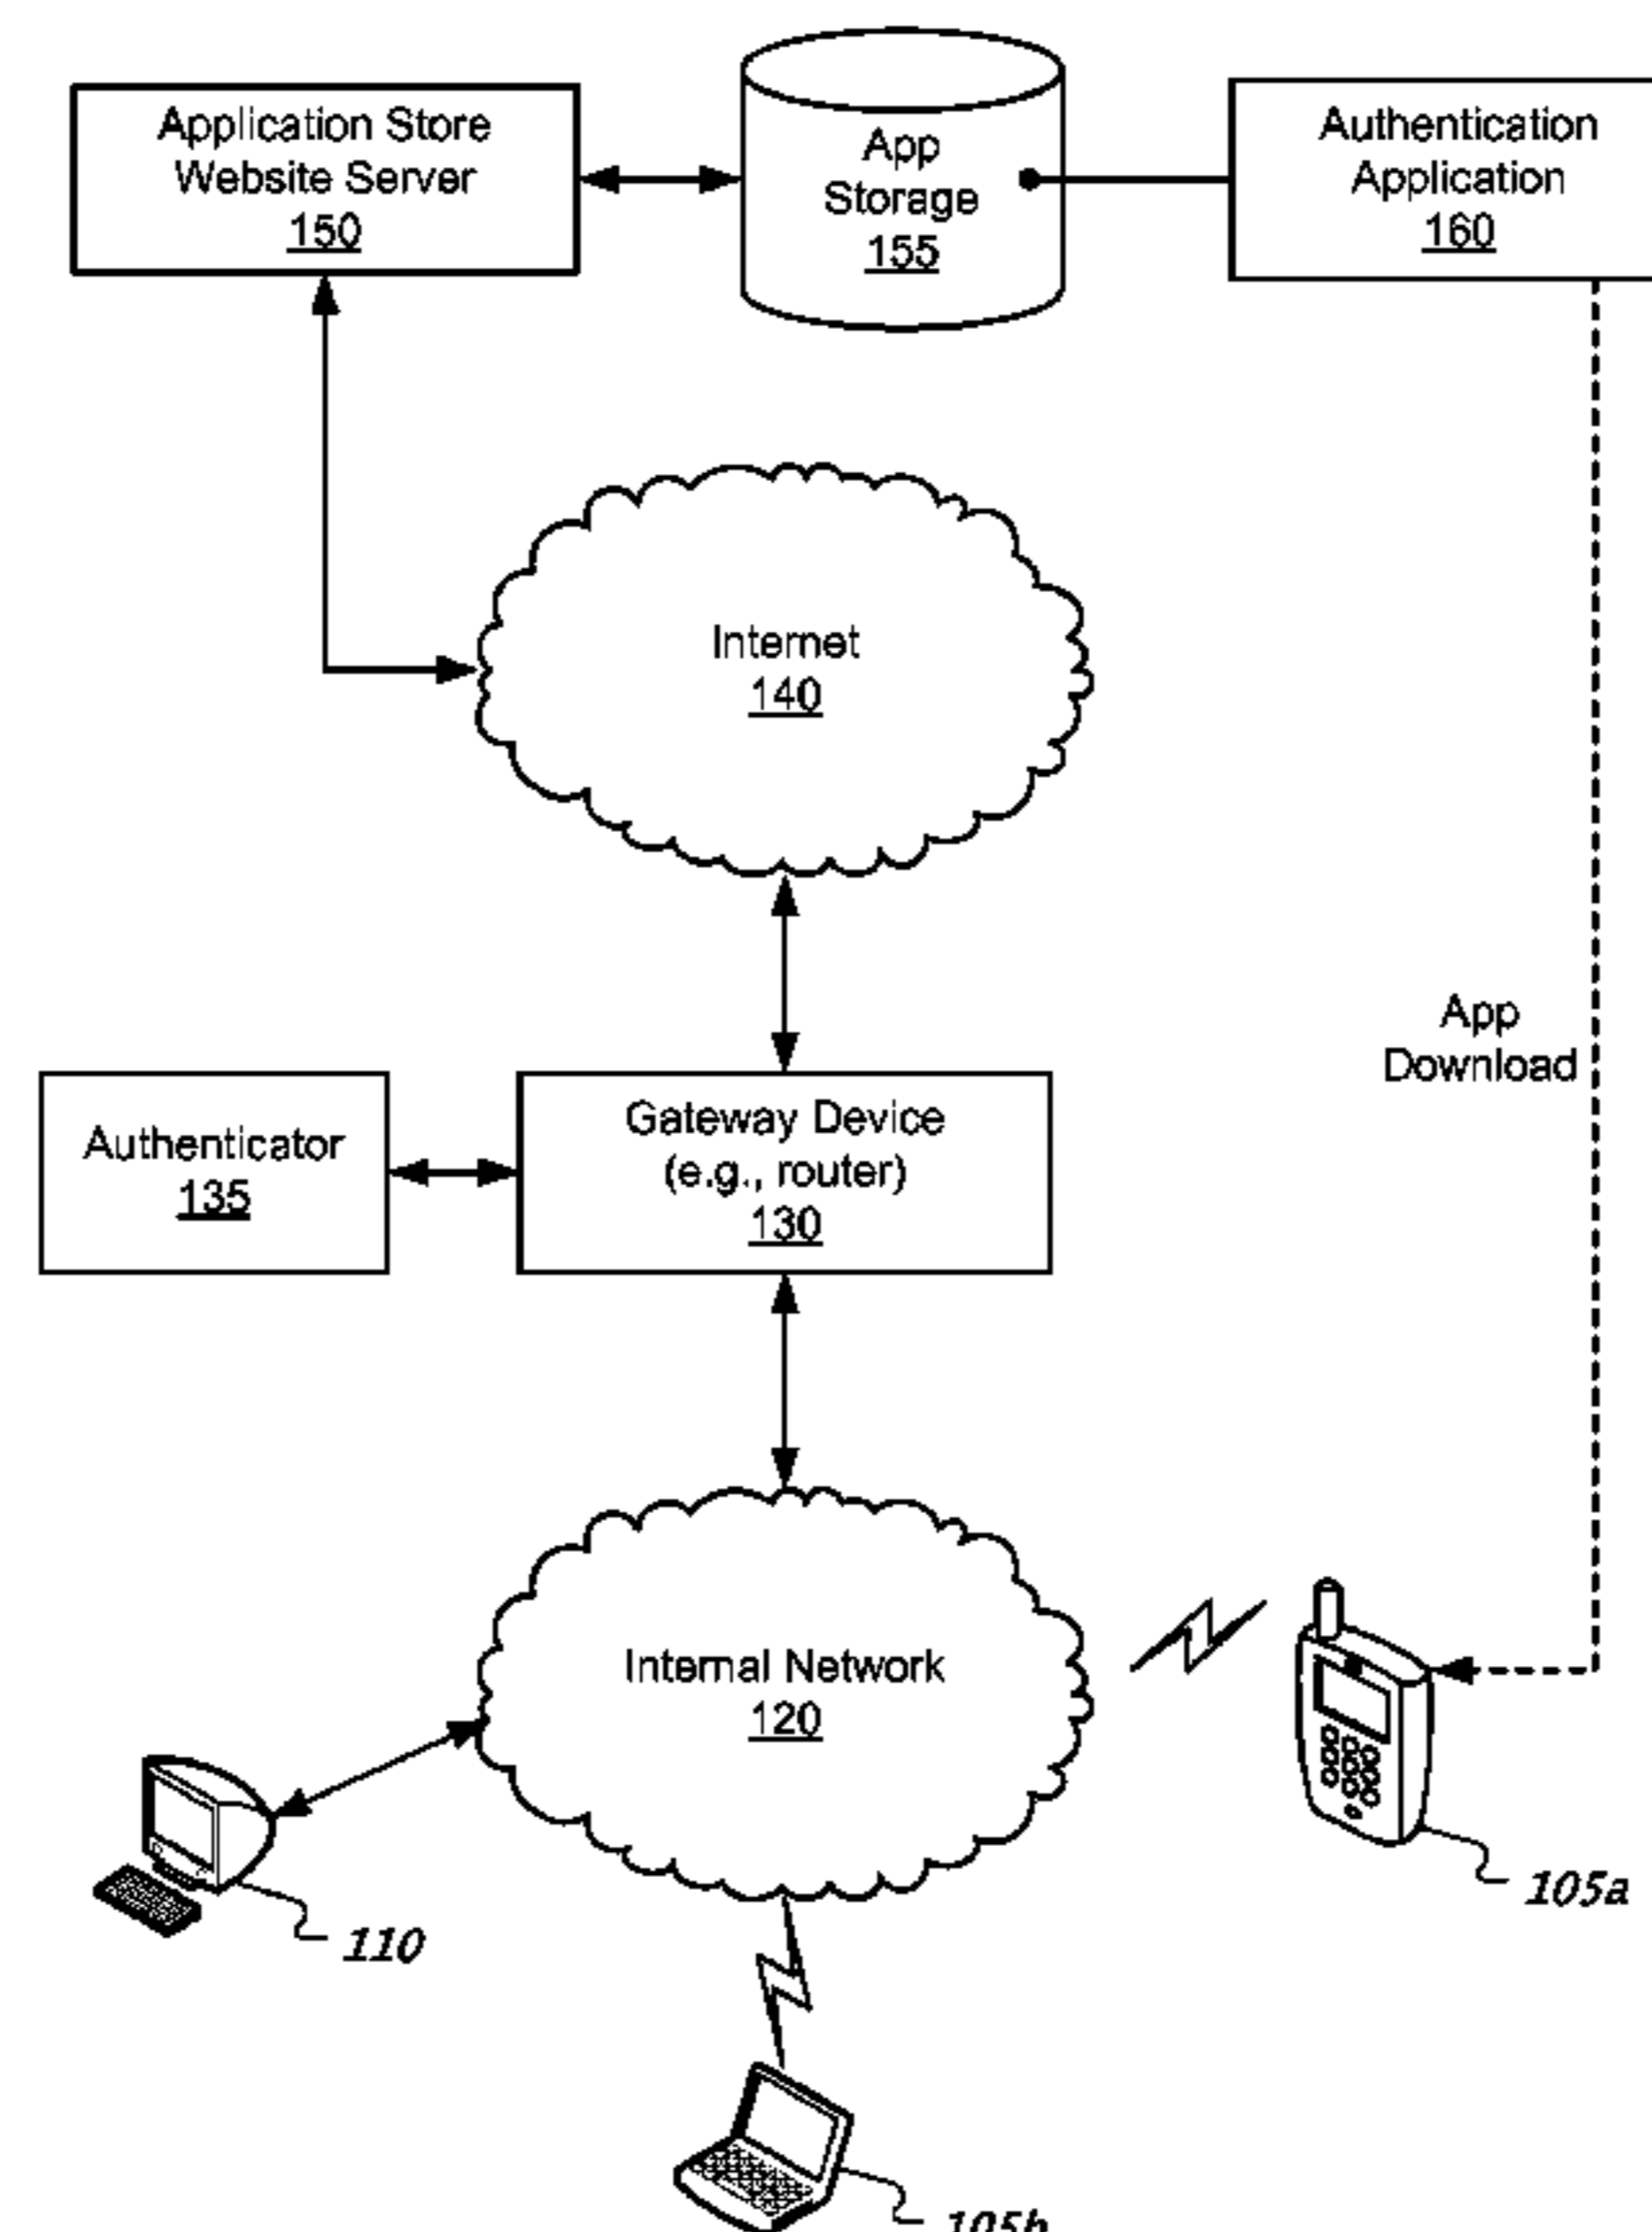 Application Store
Website Server
150
App
Storage
155
Authentication
Application
160
Internet
140
App
Download
Authenticator
135
Gateway Device
(e.g., router)
130
Internal Network
120
105a
110
105b